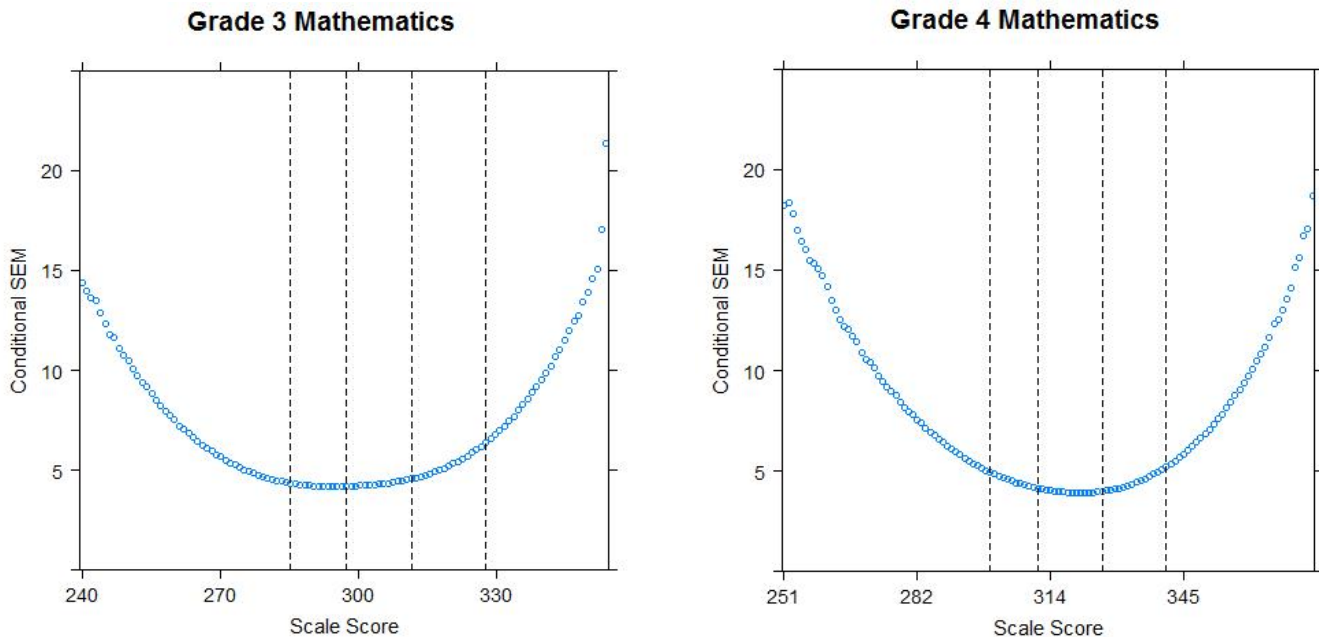 Grade 3 Mathematics
20
15
10
5
Conditional SEM
240 270 300 330
Scale Score
Grade 4 Mathematics
20
15
10
5
Conditional SEM
251 282 314 345
Scale Score